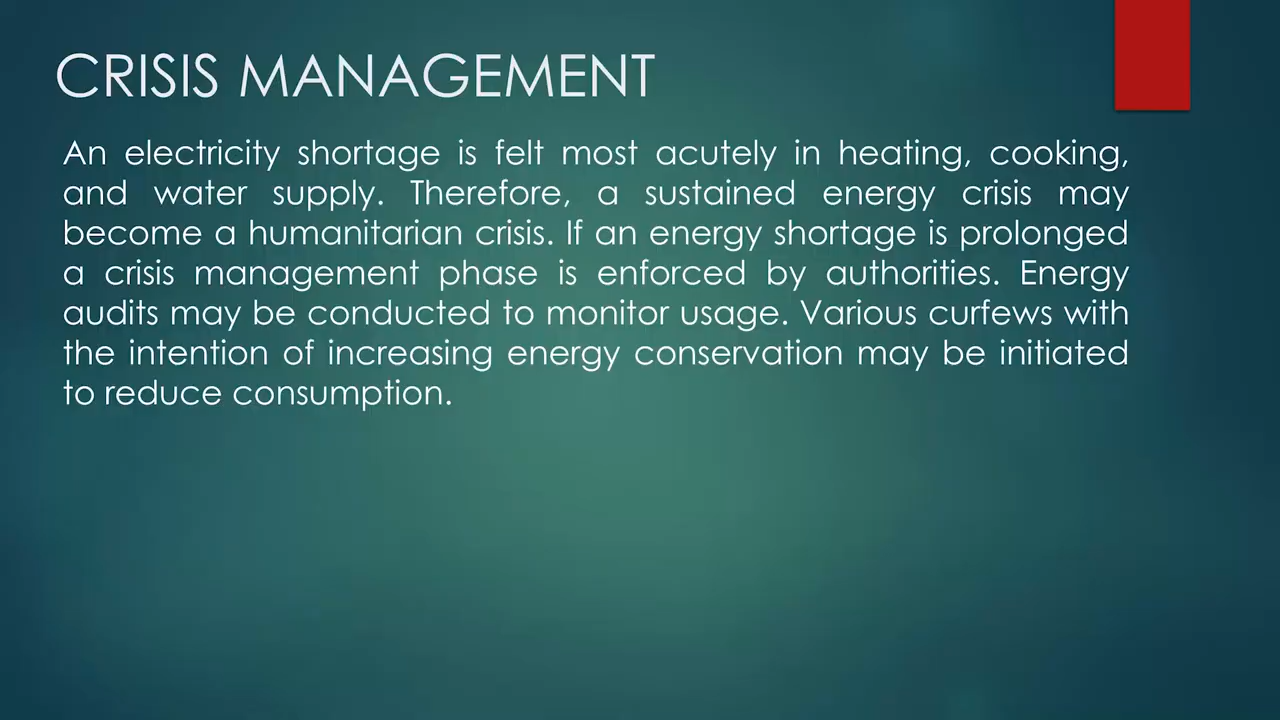 CRISIS MANAGEMENT
An electricity shortage is felt most acutely in heating, cooking,
and water supply. Therefore, a sustained energy crisis may
become a humanitarian crisis. If an energy shortage is prolonged
a crisis management phase is enforced by authorities. Energy
audits may be conducted to monitor usage. Various curfews with
the intention of increasing energy conservation may be initiated
to reduce consumption.